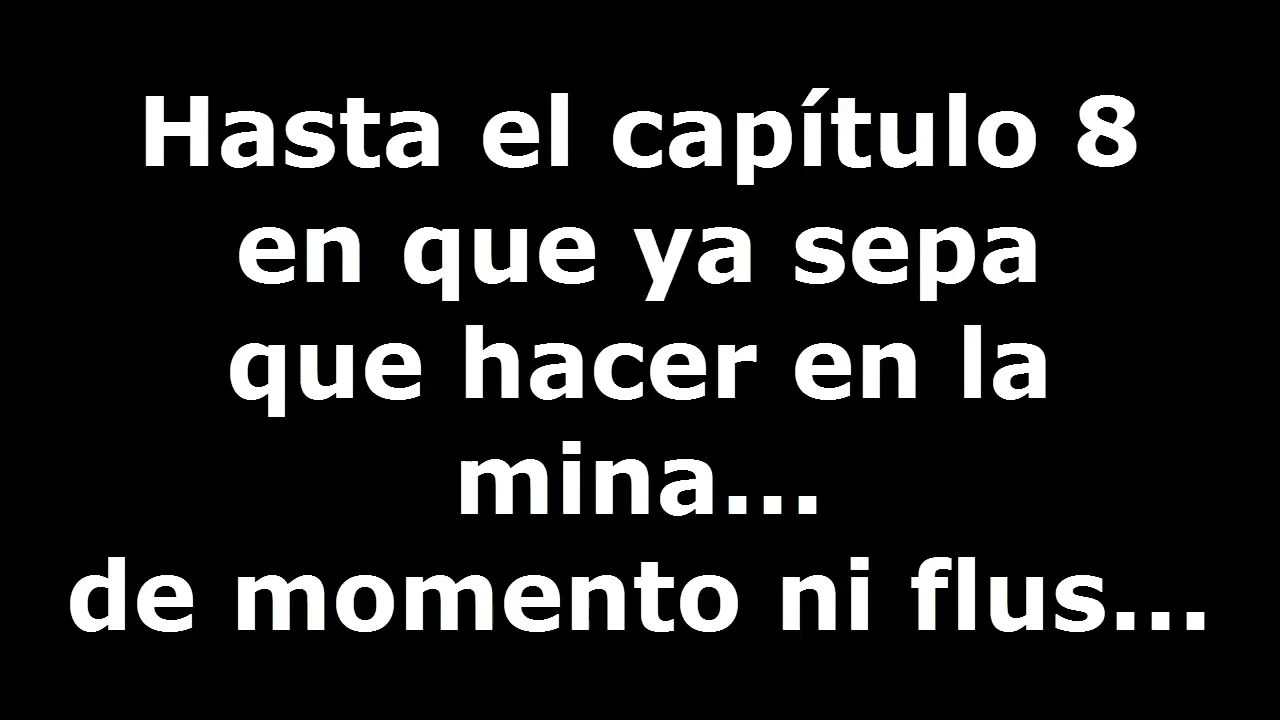 Hasta el capítulo 8
en que ya sepa
que hacer en la
mina...
de momento ni flus...